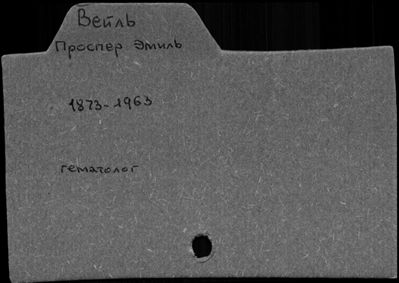 Вейль
Проспер Эмиль
1873-1963
гематолог